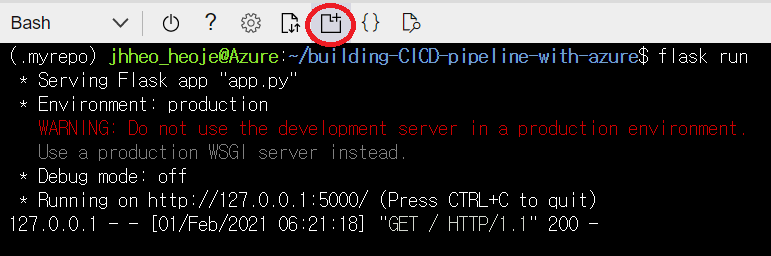 Bash
? {}
(.myrepo) jhheo_heoje@Azure:~/building-CICD-pipeline-with-azure$ flask run
* Serving Flask app "app.py"
* Environment: production
WARNING: Do not use the development server in a production environment.
Use a production WSGI server instead.
* Debug mode: off
* Running on http://127.0.0.1:5000/ (Press CTRL+C to quit)
127.0.0.1 - - [01/Feb/2021 06:21:18] "GET / HTTP/1.1" 200 -